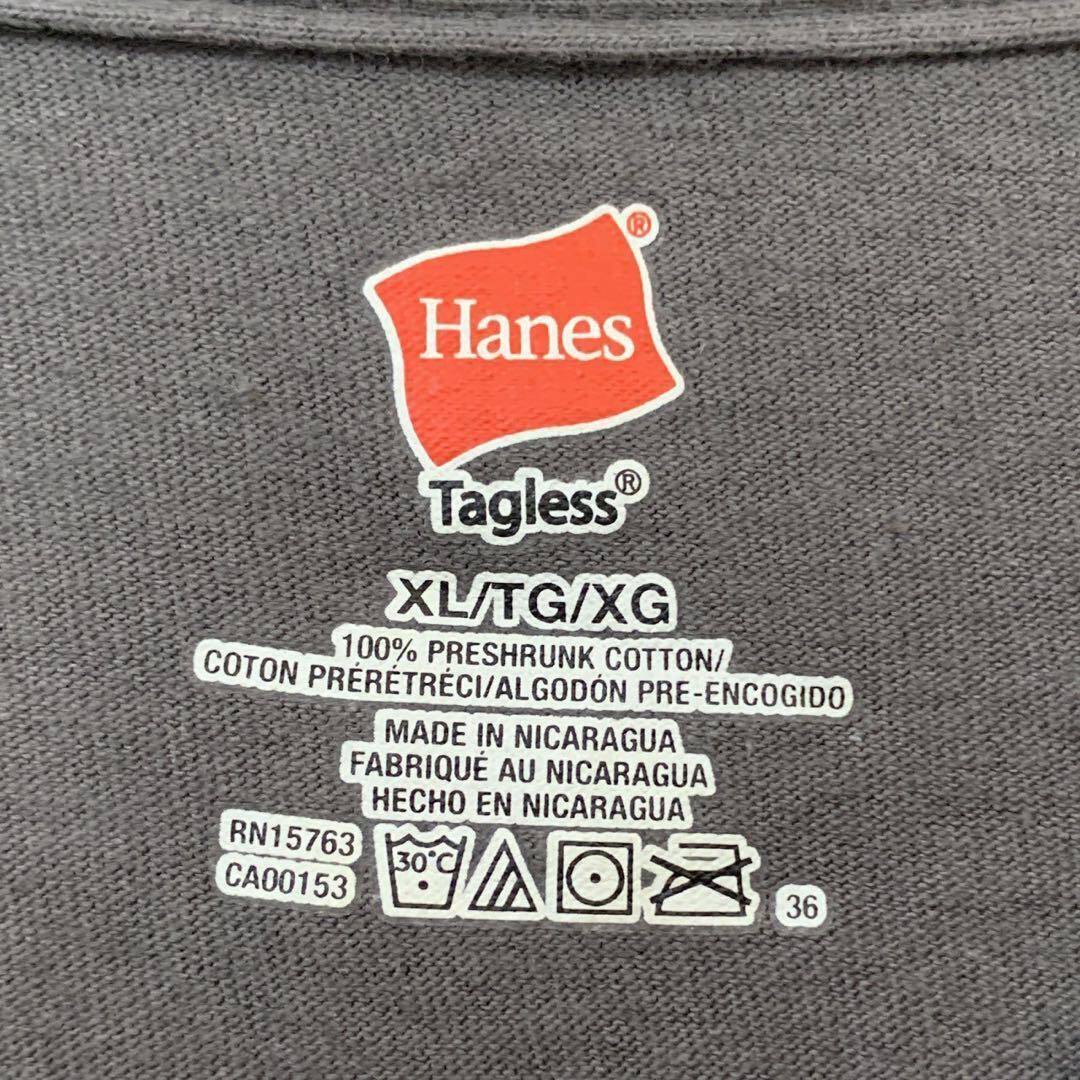 Hanes®
Tagless®
XL/TG/XG
100% PRESHRUNK COTTON/
COTON PRÉRÉTRÉCI/ALGODÓN PRE-ENCOGIDO
MADE IN NICARAGUA
FABRIQUÉ AU NICARAGUA
HECHO EN NICARAGUA
RN15763
CA00153
30°C
36